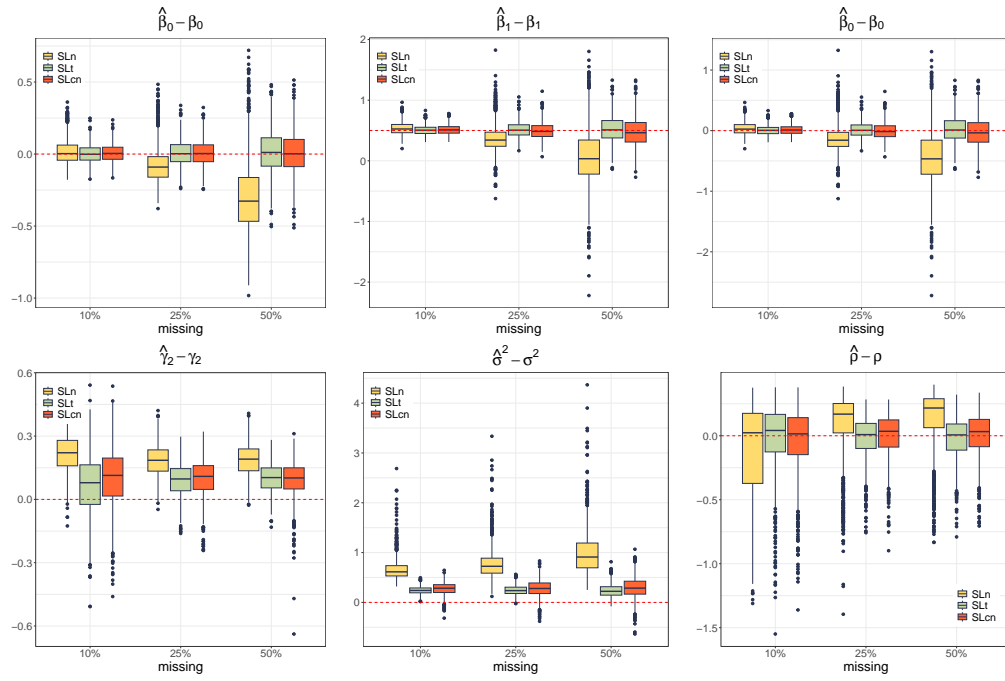 β̂₀ − β₀
SLn
SLt
SLcn
0.5
0.0
−0.5
−1.0
10%
25%
50%
missing
β̂₁ − β₁
SLn
SLt
SLcn
2
1
0
−1
−2
10%
25%
50%
missing
β̂₀ − β₀
SLn
SLt
SLcn
1
0
−1
−2
10%
25%
50%
missing
γ̂₂ − γ₂
SLn
SLt
SLcn
0.6
0.3
0.0
−0.3
−0.6
10%
25%
50%
missing
σ̂² − σ²
SLn
SLt
SLcn
4
3
2
1
0
10%
25%
50%
missing
ρ̂ − ρ
0.0
−0.5
−1.0
−1.5
SLn
SLt
SLcn
10%
25%
50%
missing